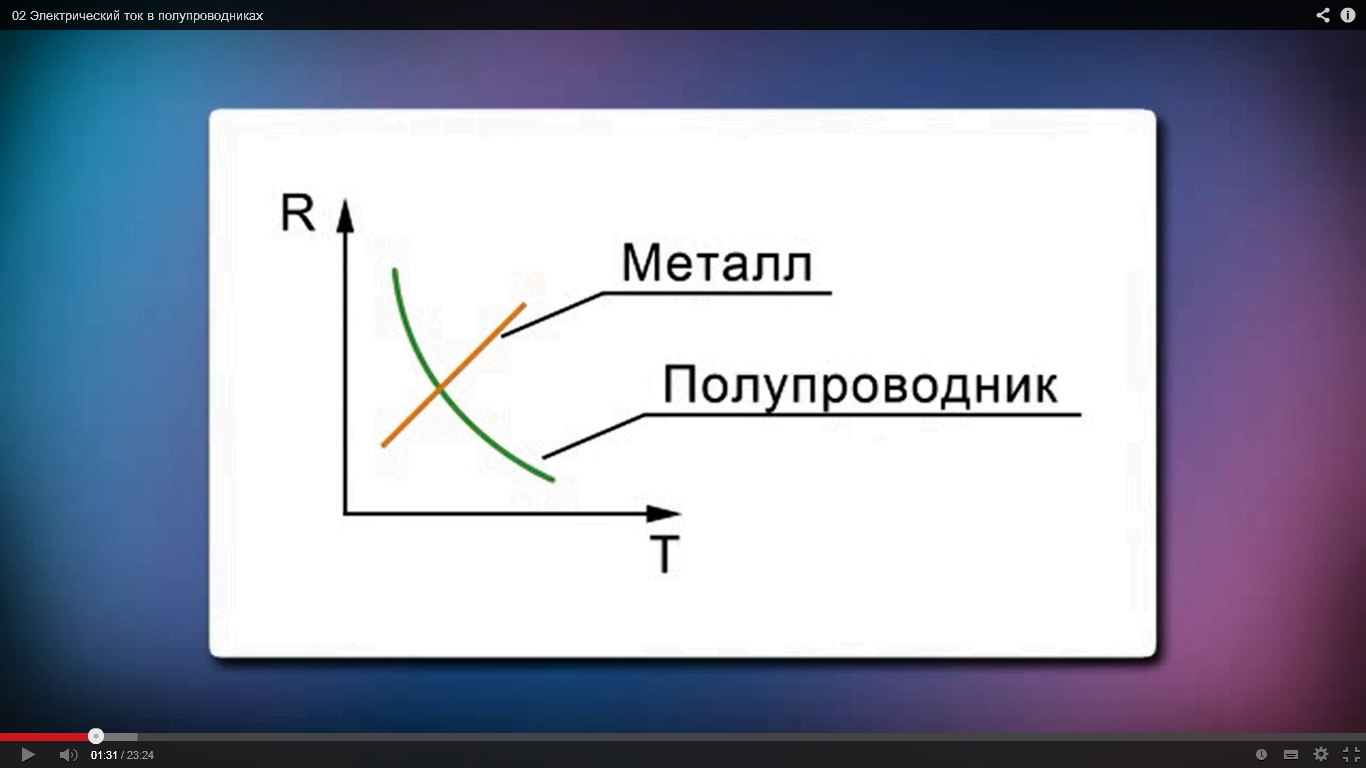 02 Электрический ток в полупроводниках
R
Металл
Полупроводник
T
01:31 / 23:24